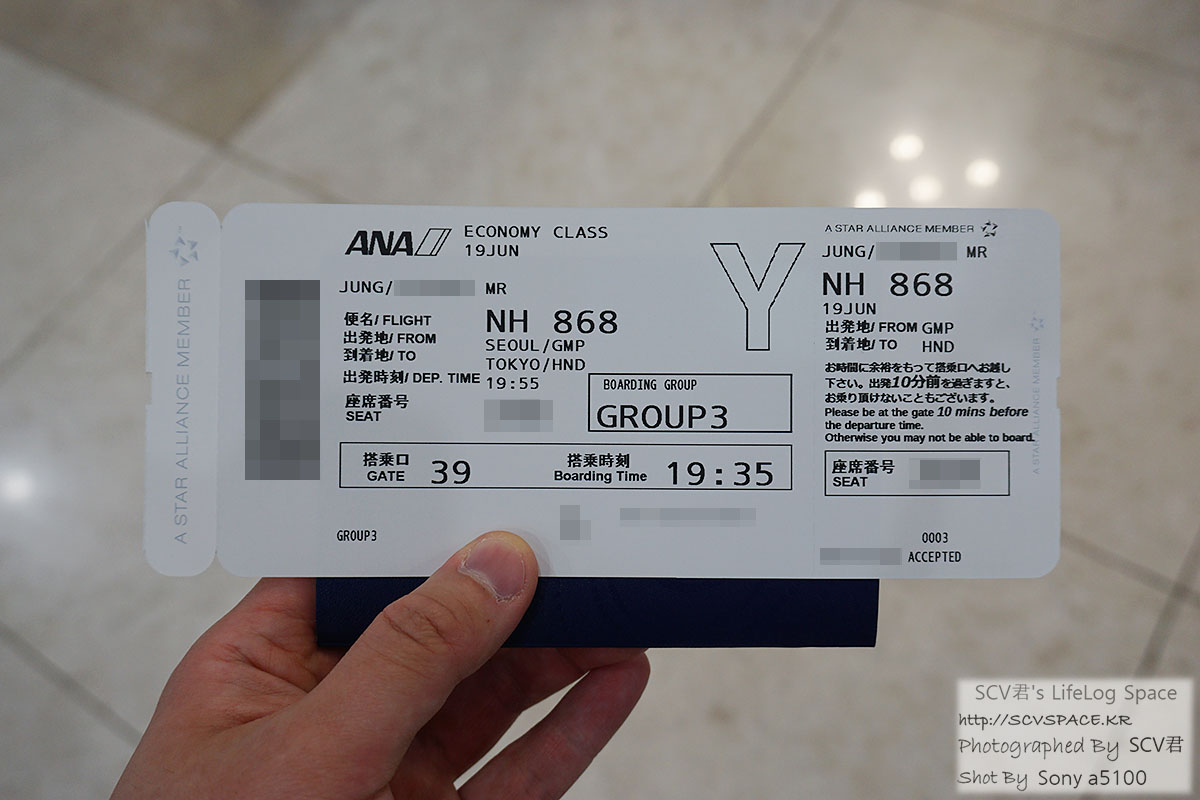 A STAR ALLIANCE MEMBER
ANA ECONOMY CLASS
19JUN
JUNG/ MR
便名/ FLIGHT NH 868
出発地/ FROM SEOUL/GMP
到着地/ TO TOKYO/HND
出発時刻/ DEP. TIME 19:55
座席番号
SEAT
BOARDING GROUP
GROUP3
搭乗口
GATE 39
搭乗時刻
Boarding Time 19:35
GROUP3
Y
A STAR ALLIANCE MEMBER
JUNG/ MR
NH 868
19JUN
出発地/ FROM GMP
到着地/ TO HND
お時間に余裕をもって搭乗口へお越し
下さい。出発10分前を過ぎますと、
お乗り頂けないこともございます。
Please be at the gate 10 mins before
the departure time.
Otherwise you may not be able to board.
座席番号
SEAT
0003
ACCEPTED
A STAR ALLIANCE MEMBER
SCV君's LifeLog Space
http://SCVSPACE.KR
Photographed By SCV君
Shot By Sony a5100